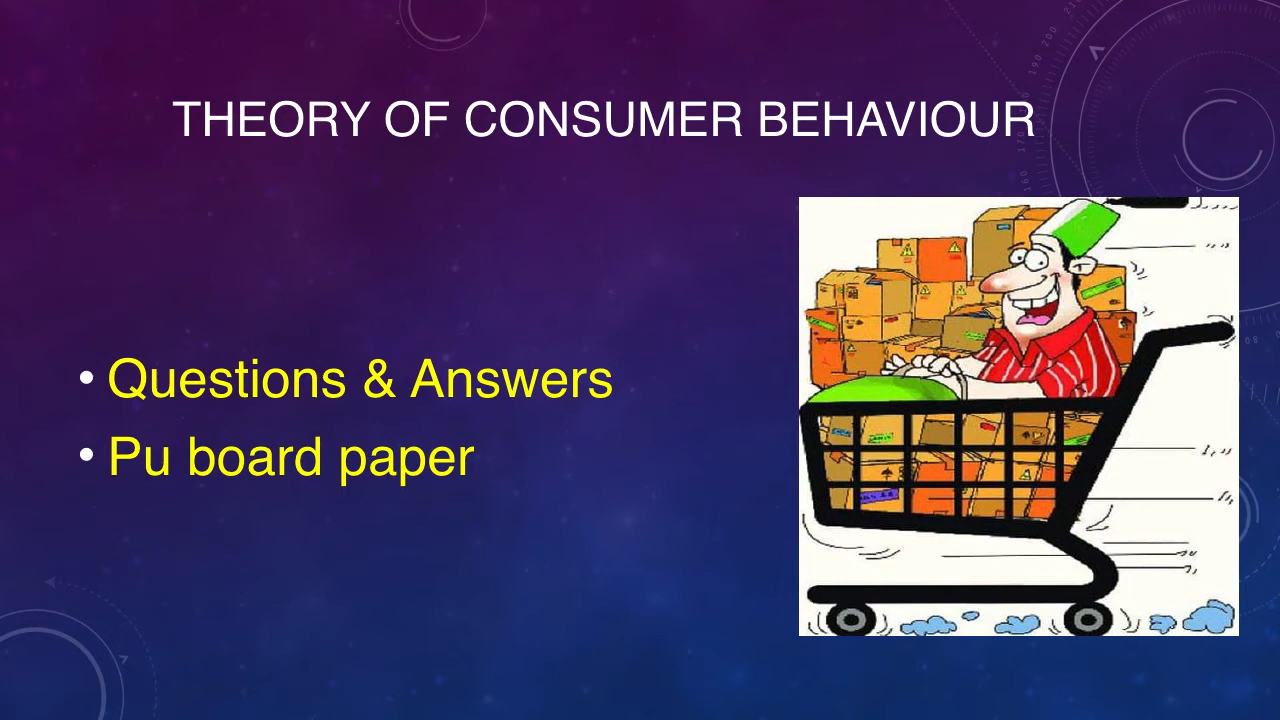 THEORY OF CONSUMER BEHAVIOUR
• Questions & Answers
• Pu board paper